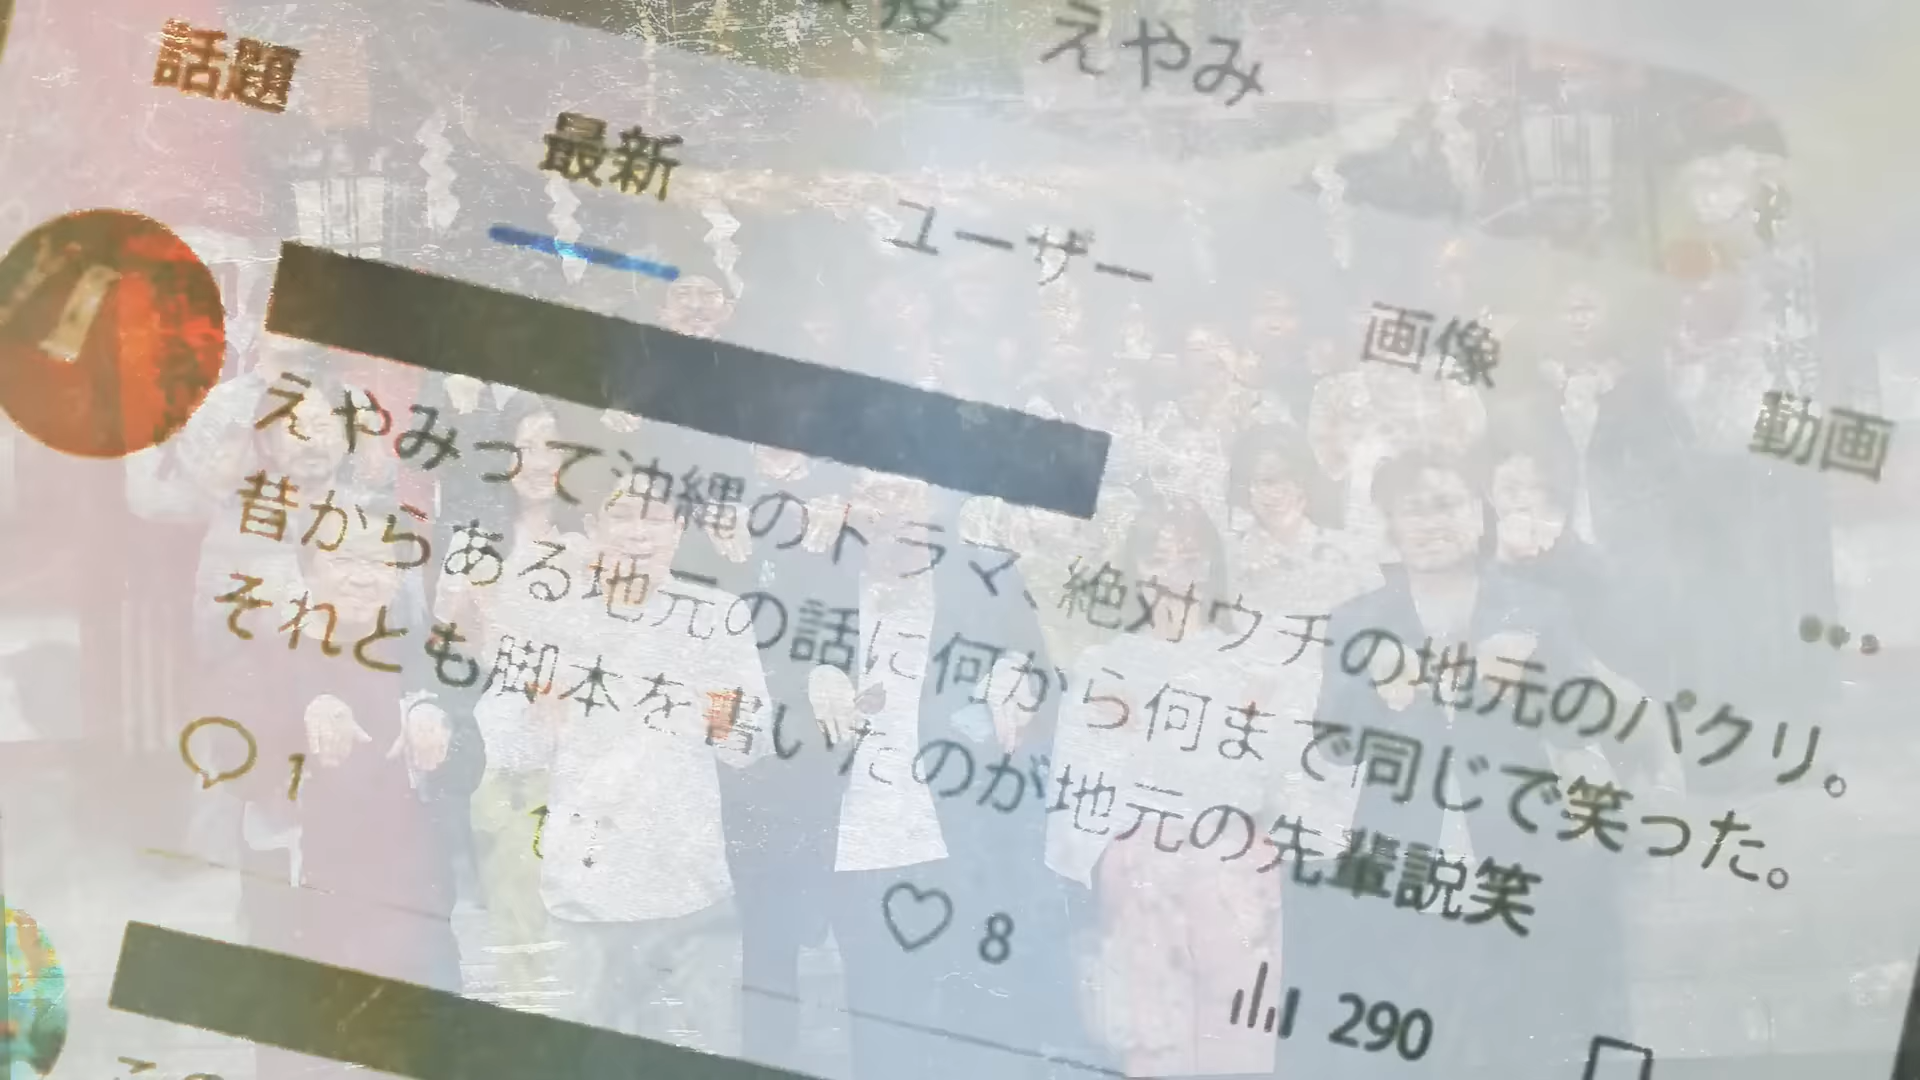 えやみ
話題
最新
ユーザー
画像
動画
えやみって沖縄のドラマ、絶対ウチの地元のパクリ。
昔からある地元の話に何から何まで同じで笑った。
それとも脚本を書いたのが地元の先輩説笑
1
8
290